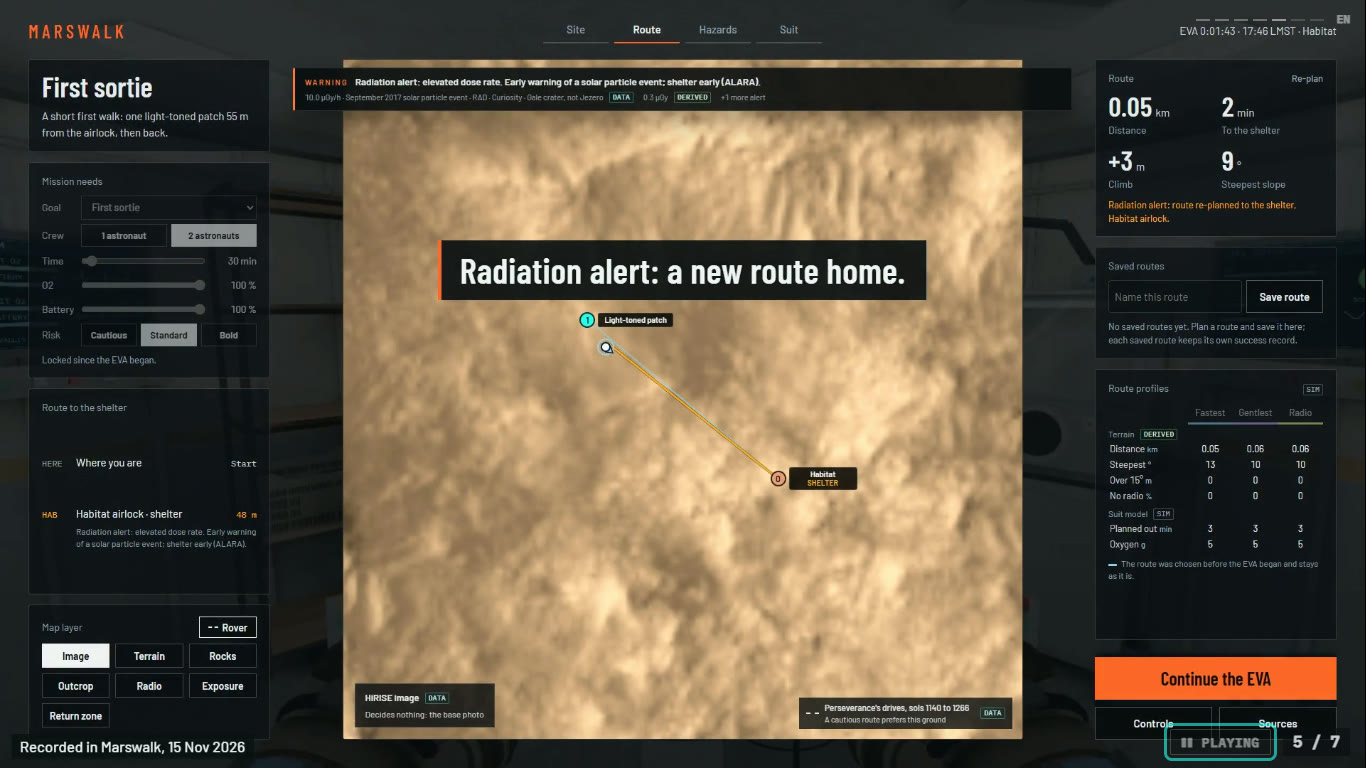 MARSWALK
Site
Route
Hazards
Suit
EN
EVA 0:01:43 · 17:46 LMST · Habitat
First sortie
A short first walk: one light-toned patch 55 m
from the airlock, then back.
WARNING Radiation alert: elevated dose rate. Early warning of a solar particle event; shelter early (ALARA).
10.0 µGy/h · September 2017 solar particle event · RAD · Curiosity · Gale crater, not Jezero DATA 0.3 µGy DERIVED +1 more alert
Mission needs
Goal First sortie
Crew 1 astronaut 2 astronauts
Time 30 min
O2 100 %
Battery 100 %
Risk Cautious Standard Bold
Locked since the EVA began.
Route to the shelter
HERE Where you are Start
HAB Habitat airlock · shelter 48 m
Radiation alert: elevated dose rate. Early warning
of a solar particle event; shelter early (ALARA).
Map layer -- Rover
Image Terrain Rocks
Outcrop Radio Exposure
Return zone
Recorded in Marswalk, 15 Nov 2026
Radiation alert: a new route home.
1 Light-toned patch
0 Habitat
SHELTER
HiRISE image DATA
Decides nothing: the base photo
-- Perseverance's drives, sols 1140 to 1266 DATA
A cautious route prefers this ground
Route Re-plan
0.05 km 2 min
Distance To the shelter
+3 m 9 °
Climb Steepest slope
Radiation alert: route re-planned to the shelter,
Habitat airlock.
Saved routes
Name this route Save route
No saved routes yet. Plan a route and save it here;
each saved route keeps its own success record.
Route profiles SIM
Fastest Gentlest Radio
Terrain DERIVED
Distance km 0.05 0.06 0.06
Steepest ° 13 10 10
Over 15° m 0 0 0
No radio % 0 0 0
Suit model SIM
Planned out min 3 3 3
Oxygen g 5 5 5
The route was chosen before the EVA began and stays
as it is.
Continue the EVA
Controls Sources
PLAYING 5 / 7